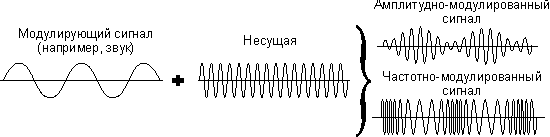 Модулирующий сигнал
(например, звук)
Несущая
Амплитудно-модулированный
сигнал
Частотно-модулированный
сигнал